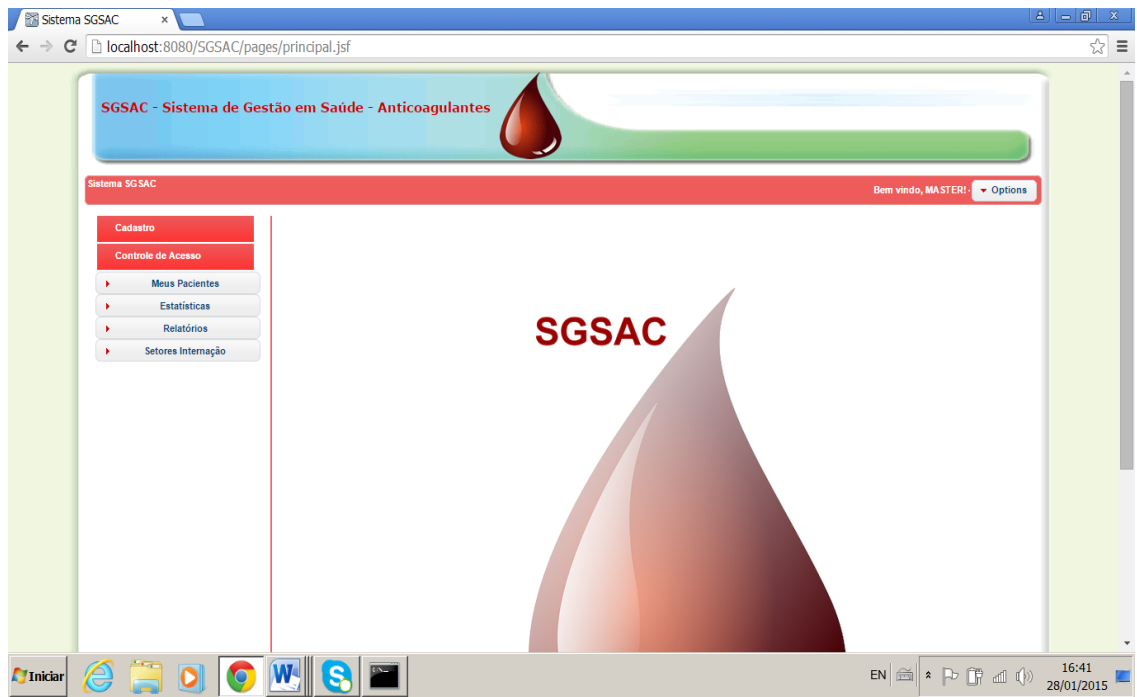 Sistema SGSAC
localhost:8080/SGSAC/pages/principal.jsf
SGSAC - Sistema de Gestão em Saúde - Anticoagulantes
Sistema SGSAC
Bem vindo, MASTER! -
Options
Cadastro
Controle de Acesso
Meus Pacientes
Estatísticas
Relatórios
Setores Internação
SGSAC
Iniciar
EN
16:41
28/01/2015